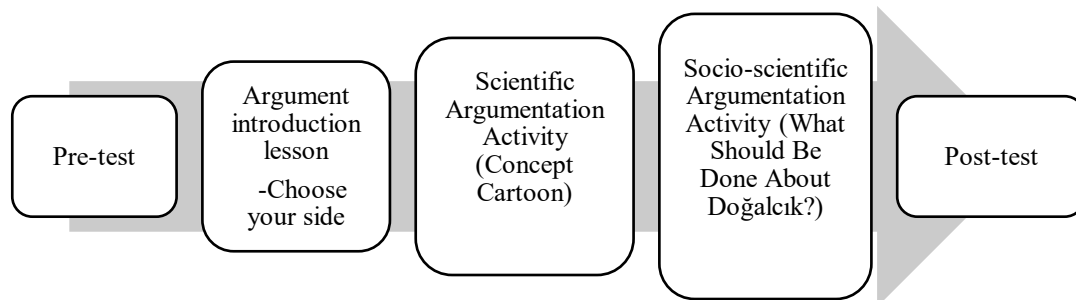 Pre-test
Argument
introduction
lesson
-Choose
your side
Scientific
Argumentation
Activity
(Concept
Cartoon)
Socio-scientific
Argumentation
Activity (What
Should Be
Done About
Doğalcık?)
Post-test